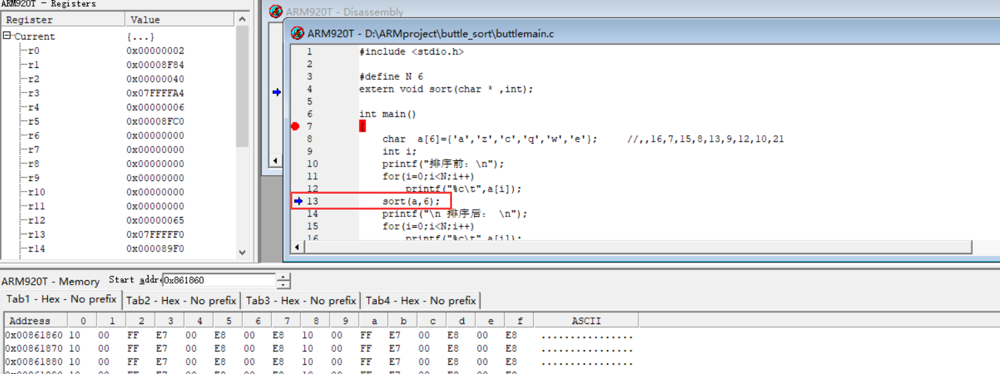 ARM920T - Registers
Register Value
Current {...}
r0 0x00000002
r1 0x00008F84
r2 0x00000040
r3 0x07FFFFA4
r4 0x00000006
r5 0x00008FC0
r6 0x00000000
r7 0x00000000
r8 0x00000000
r9 0x00000000
r10 0x00000000
r11 0x00000000
r12 0x00000065
r13 0x07FFFFF0
r14 0x000089F0
ARM920T - Disassembly
ARM920T - D:\ARMproject\buttle_sort\buttlemain.c
1 #include <stdio.h>
2
3 #define N 6
4 extern void sort(char * ,int);
5
6 int main()
7 {
8 char a[6]={'a','z','c','q','w','e'}; //,,16,7,15,8,13,9,12,10,21
9 int i;
10 printf("排序前：\n");
11 for(i=0;i<N;i++)
12 printf("%c\t",a[i]);
13 sort(a,6);
14 printf("\n 排序后： \n");
15 for(i=0;i<N;i++)
16 printf("%c\t",a[i]);
ARM920T - Memory Start addre 0x861860
Tab1 - Hex - No prefix Tab2 - Hex - No prefix Tab3 - Hex - No prefix Tab4 - Hex - No prefix
Address 0 1 2 3 4 5 6 7 8 9 a b c d e f ASCII
0x00861860 10 00 FF E7 00 E8 00 E8 10 00 FF E7 00 E8 00 E8 ................
0x00861870 10 00 FF E7 00 E8 00 E8 10 00 FF E7 00 E8 00 E8 ................
0x00861880 10 00 FF E7 00 E8 00 E8 10 00 FF E7 00 E8 00 E8 ................